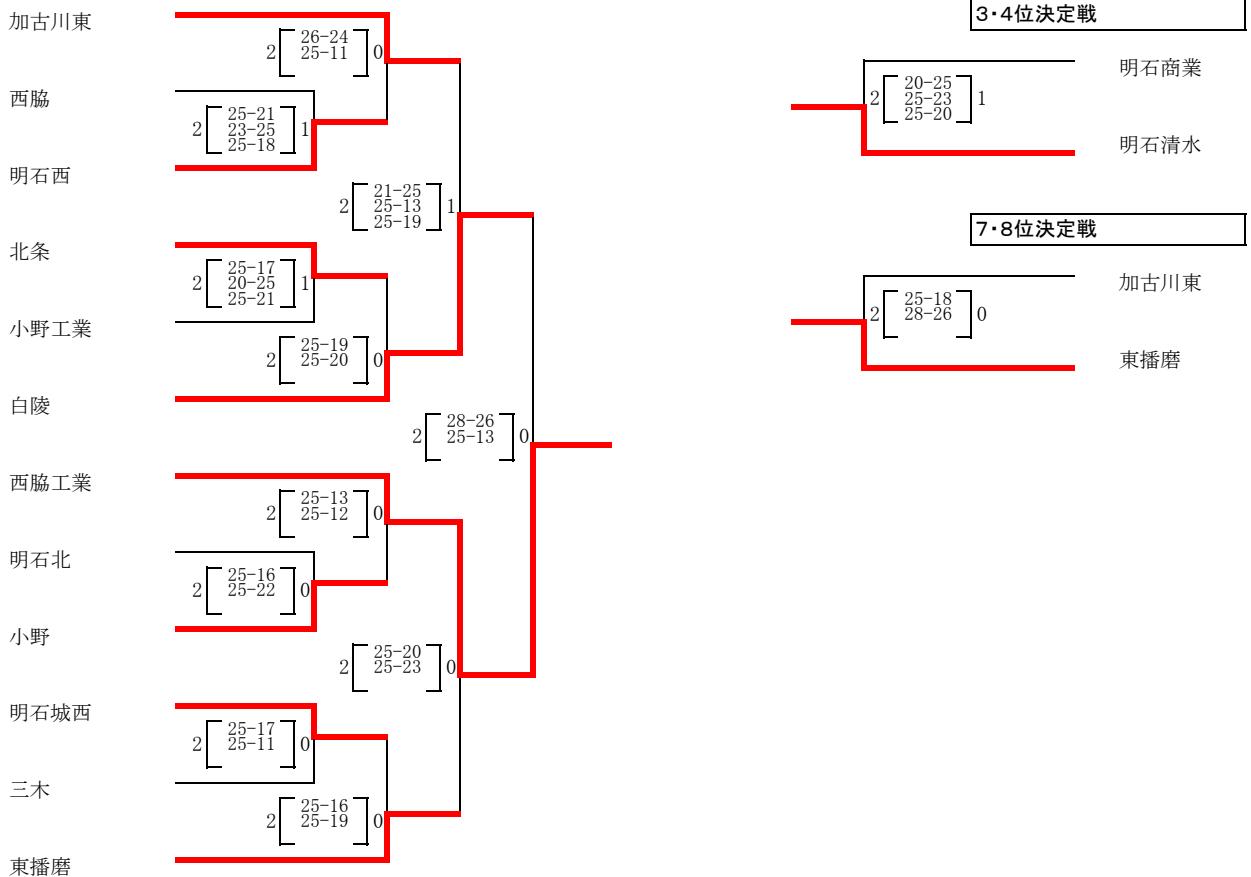 加古川東
2 26-24 0
25-11
西脇
2 25-21 1
23-25
25-18
明石西
2 21-25 1
25-13
25-19
北条
2 25-17 1
20-25
25-21
小野工業
2 25-19 0
25-20
白陵
2 28-26 0
25-13
西脇工業
2 25-13 0
25-12
明石北
2 25-16 0
25-22
小野
2 25-20 0
25-23
明石城西
2 25-17 0
25-11
三木
2 25-16 0
25-19
東播磨
3・4位決定戦
明石商業
2 20-25 1
25-23
25-20
明石清水
7・8位決定戦
加古川東
2 25-18 0
28-26
東播磨